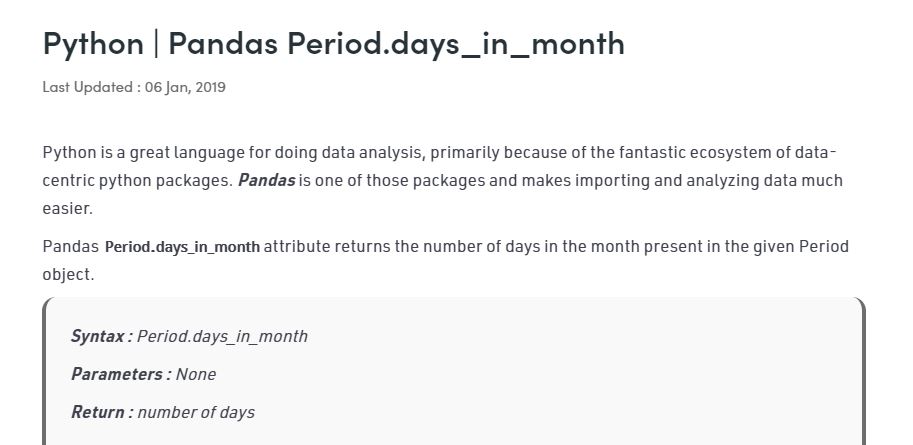 Python | Pandas Period.days_in_month
Last Updated : 06 Jan, 2019
Python is a great language for doing data analysis, primarily because of the fantastic ecosystem of data-
centric python packages. Pandas is one of those packages and makes importing and analyzing data much
easier.
Pandas Period.days_in_month attribute returns the number of days in the month present in the given Period
object.
Syntax : Period.days_in_month
Parameters : None
Return : number of days